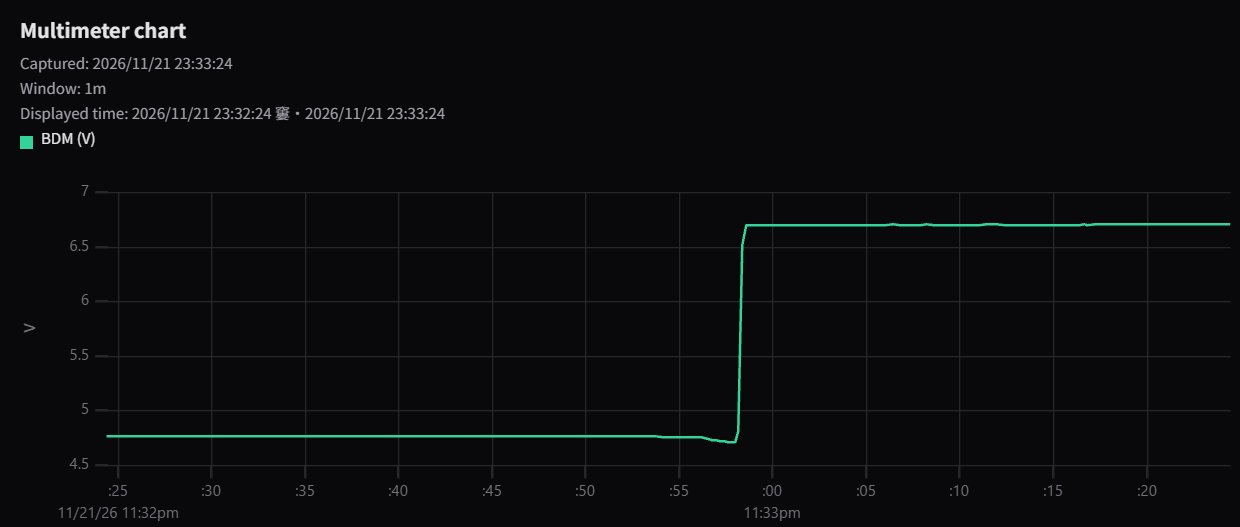 Multimeter chart
Captured: 2026/11/21 23:33:24
Window: 1m
Displayed time: 2026/11/21 23:32:24 ・2026/11/21 23:33:24
BDM (V)
7
6.5
6
5.5
5
4.5
V
:25 :30 :35 :40 :45 :50 :55 :00 :05 :10 :15 :20
11/21/26 11:32pm 11:33pm